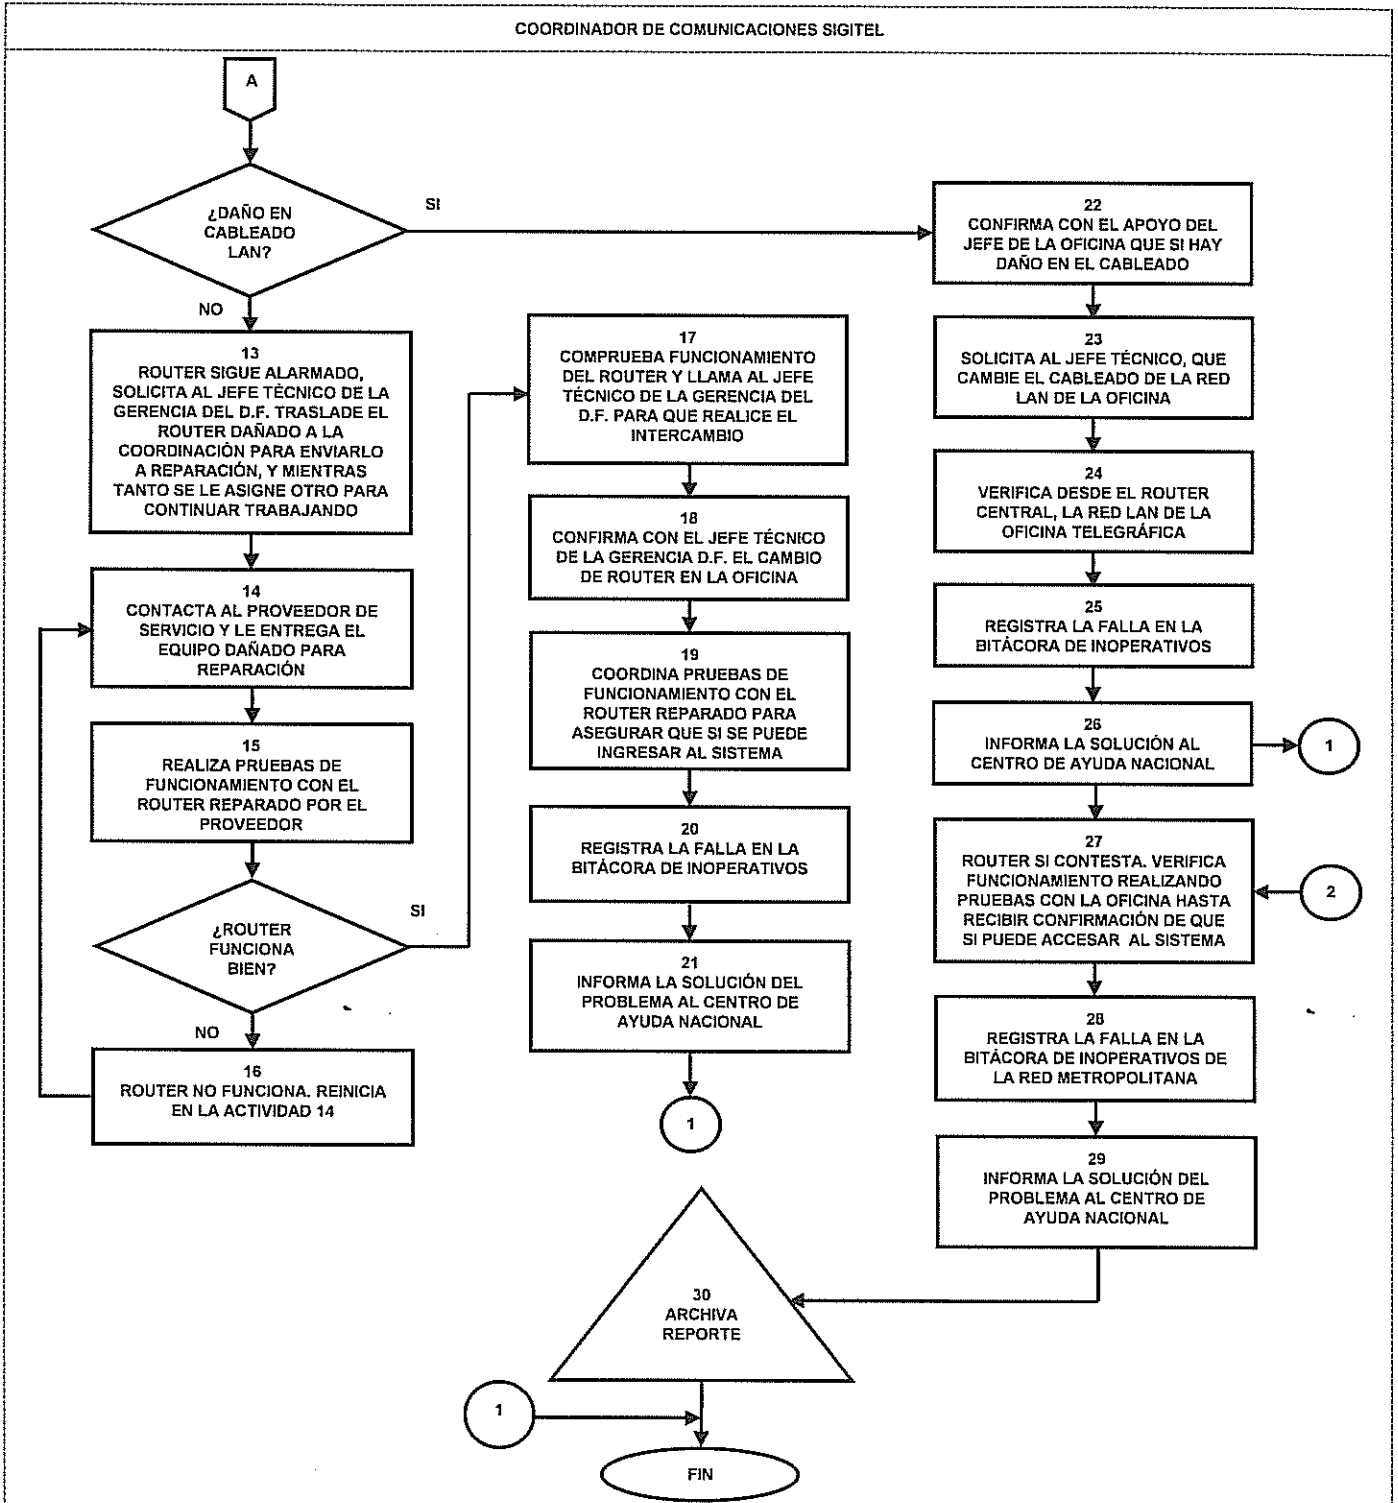 COORDINADOR DE COMUNICACIONES SIGITEL
A
¿DAÑO EN
CABLEADO
LAN?
SI
NO
13
ROUTER SIGUE ALARMADO,
SOLICITA AL JEFE TÉCNICO DE LA
GERENCIA DEL D.F. TRASLADE EL
ROUTER DAÑADO A LA
COORDINACIÓN PARA ENVIARLO
A REPARACIÓN, Y MIENTRAS
TANTO SE LE ASIGNE OTRO PARA
CONTINUAR TRABAJANDO
14
CONTACTA AL PROVEEDOR DE
SERVICIO Y LE ENTREGA EL
EQUIPO DAÑADO PARA
REPARACIÓN
15
REALIZA PRUEBAS DE
FUNCIONAMIENTO CON EL
ROUTER REPARADO POR EL
PROVEEDOR
¿ROUTER
FUNCIONA
BIEN?
SI
NO
16
ROUTER NO FUNCIONA. REINICIA
EN LA ACTIVIDAD 14
17
COMPRUEBA FUNCIONAMIENTO
DEL ROUTER Y LLAMA AL JEFE
TÉCNICO DE LA GERENCIA DEL
D.F. PARA QUE REALICE EL
INTERCAMBIO
18
CONFIRMA CON EL JEFE TÉCNICO
DE LA GERENCIA D.F. EL CAMBIO
DE ROUTER EN LA OFICINA
19
COORDINA PRUEBAS DE
FUNCIONAMIENTO CON EL
ROUTER REPARADO PARA
ASEGURAR QUE SI SE PUEDE
INGRESAR AL SISTEMA
20
REGISTRA LA FALLA EN LA
BITÁCORA DE INOPERATIVOS
21
INFORMA LA SOLUCIÓN DEL
PROBLEMA AL CENTRO DE
AYUDA NACIONAL
1
22
CONFIRMA CON EL APOYO DEL
JEFE DE LA OFICINA QUE SI HAY
DAÑO EN EL CABLEADO
23
SOLICITA AL JEFE TÉCNICO, QUE
CAMBIE EL CABLEADO DE LA RED
LAN DE LA OFICINA
24
VERIFICA DESDE EL ROUTER
CENTRAL, LA RED LAN DE LA
OFICINA TELEGRÁFICA
25
REGISTRA LA FALLA EN LA
BITÁCORA DE INOPERATIVOS
26
INFORMA LA SOLUCIÓN AL
CENTRO DE AYUDA NACIONAL
1
27
ROUTER SI CONTESTA. VERIFICA
FUNCIONAMIENTO REALIZANDO
PRUEBAS CON LA OFICINA HASTA
RECIBIR CONFIRMACIÓN DE QUE
SI PUEDE ACCESAR AL SISTEMA
2
28
REGISTRA LA FALLA EN LA
BITÁCORA DE INOPERATIVOS DE
LA RED METROPOLITANA
29
INFORMA LA SOLUCIÓN DEL
PROBLEMA AL CENTRO DE
AYUDA NACIONAL
30
ARCHIVA
REPORTE
1
FIN